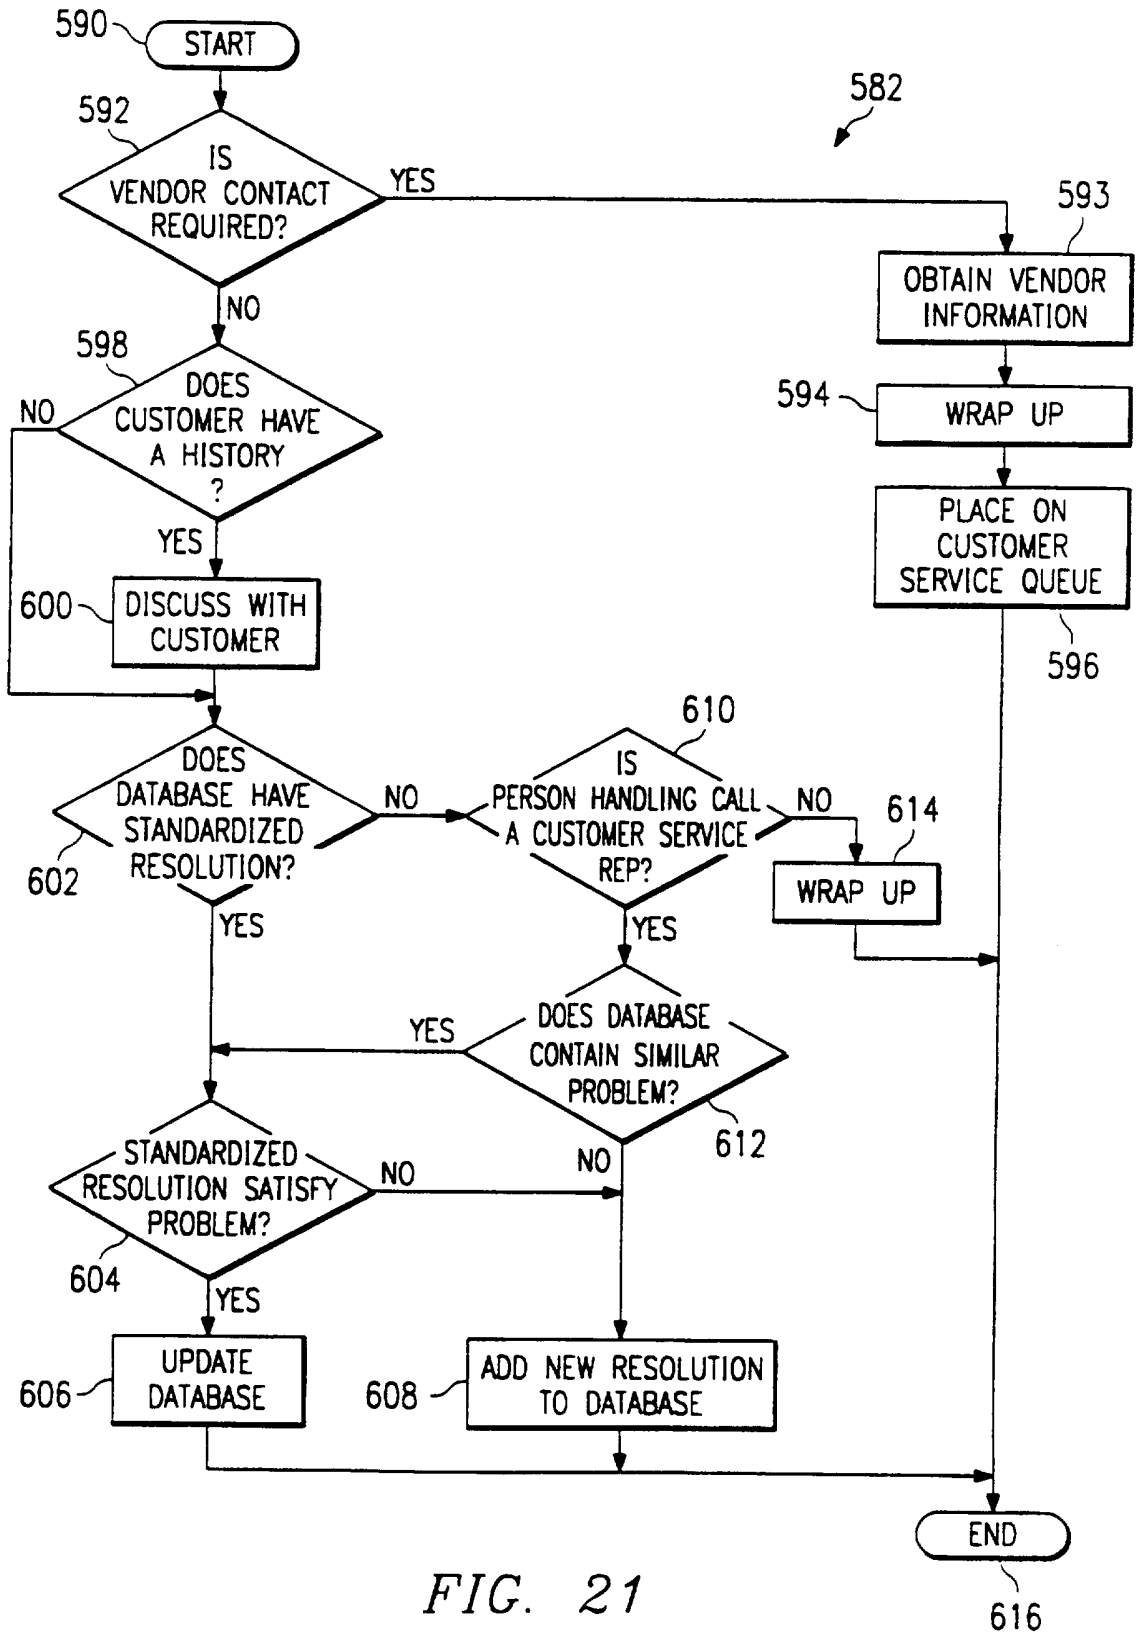 590
START
582
592
IS
VENDOR CONTACT
REQUIRED?
YES
593
OBTAIN VENDOR
INFORMATION
NO
598
DOES
CUSTOMER HAVE
A HISTORY
?
NO
594
WRAP UP
YES
PLACE ON
CUSTOMER
SERVICE QUEUE
596
600
DISCUSS WITH
CUSTOMER
610
DOES
DATABASE HAVE
STANDARDIZED
RESOLUTION?
602
NO
IS
PERSON HANDLING CALL
A CUSTOMER SERVICE
REP?
NO
614
WRAP UP
YES
YES
DOES DATABASE
CONTAIN SIMILAR
PROBLEM?
YES
612
NO
STANDARDIZED
RESOLUTION SATISFY
PROBLEM?
NO
604
YES
606
UPDATE
DATABASE
608
ADD NEW RESOLUTION
TO DATABASE
END
616
FIG. 21